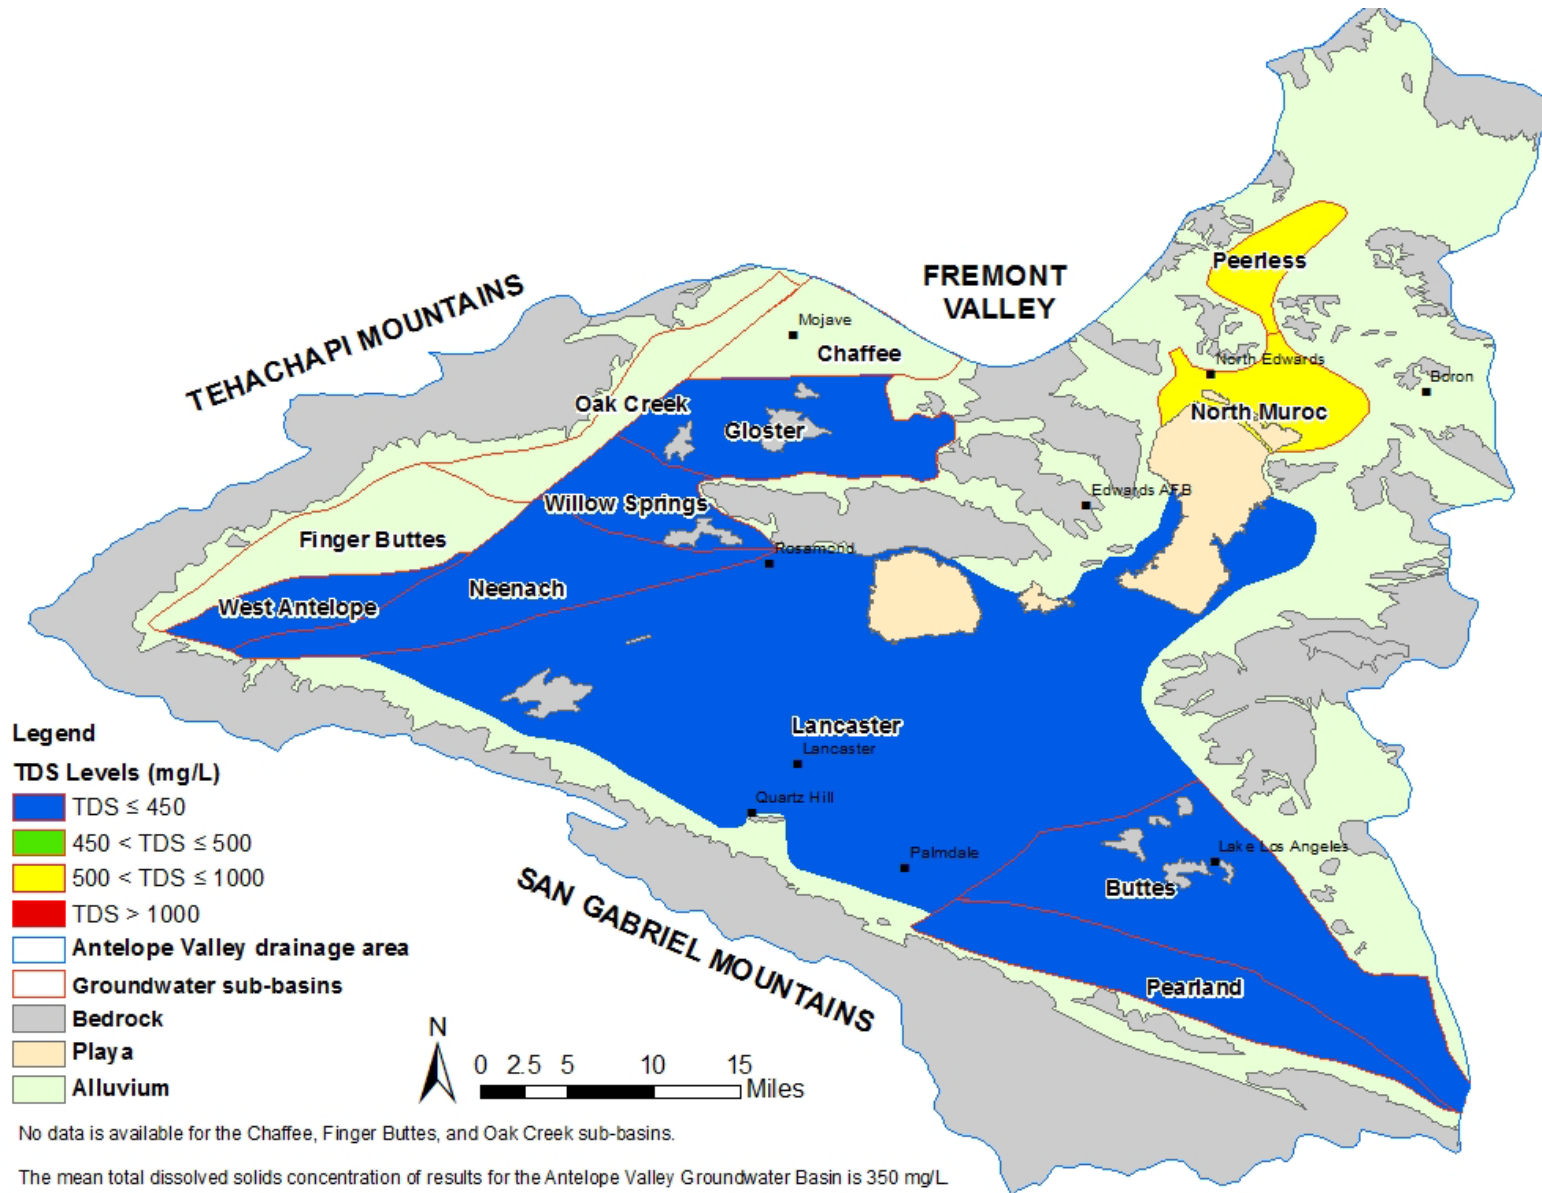 FREMONT
VALLEY
TEHACHAPI MOUNTAINS
Peerless
Mojave
Chaffee
North Edwards
Boron
Oak Creek
North Muroc
Gloster
Edwards AFB
Willow Springs
Finger Buttes
Rosamond
Neenach
West Antelope
Lancaster
Lancaster
Quartz Hill
Palmdale
Lake Los Angeles
Buttes
Pearland
SAN GABRIEL MOUNTAINS
Legend
TDS Levels (mg/L)
TDS ≤ 450
450 < TDS ≤ 500
500 < TDS ≤ 1000
TDS > 1000
Antelope Valley drainage area
Groundwater sub-basins
Bedrock
Playa
Alluvium
N
0 2.5 5 10 15
Miles
No data is available for the Chaffee, Finger Buttes, and Oak Creek sub-basins.
The mean total dissolved solids concentration of results for the Antelope Valley Groundwater Basin is 350 mg/L.